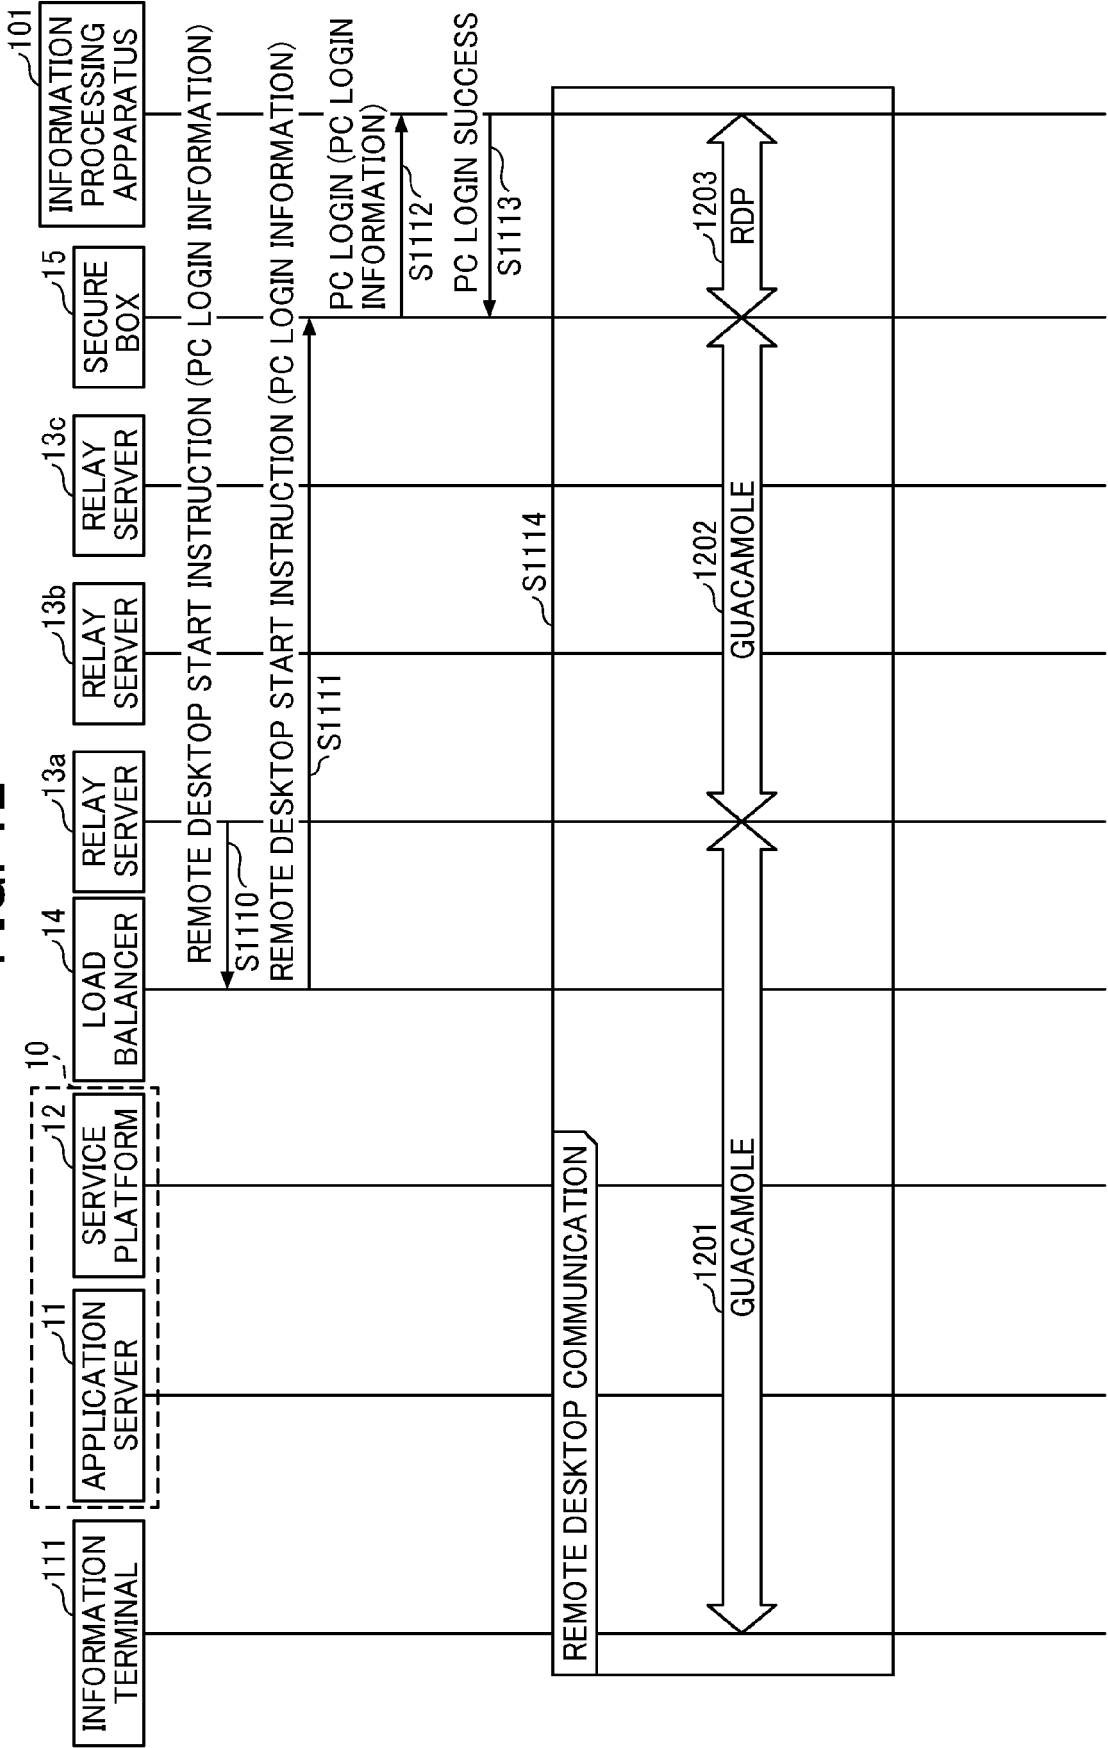 111
INFORMATION
TERMINAL
11
APPLICATION
SERVER
12
SERVICE
PLATFORM
10
14
LOAD
BALANCER
13a
RELAY
SERVER
13b
RELAY
SERVER
13c
RELAY
SERVER
15
SECURE
BOX
101
INFORMATION
PROCESSING
APPARATUS
REMOTE DESKTOP START INSTRUCTION (PC LOGIN INFORMATION)
S1110
REMOTE DESKTOP START INSTRUCTION (PC LOGIN INFORMATION)
S1111
PC LOGIN (PC LOGIN
INFORMATION)
S1112
PC LOGIN SUCCESS
S1113
S1114
REMOTE DESKTOP COMMUNICATION
1201
GUACAMOLE
1202
GUACAMOLE
1203
RDP